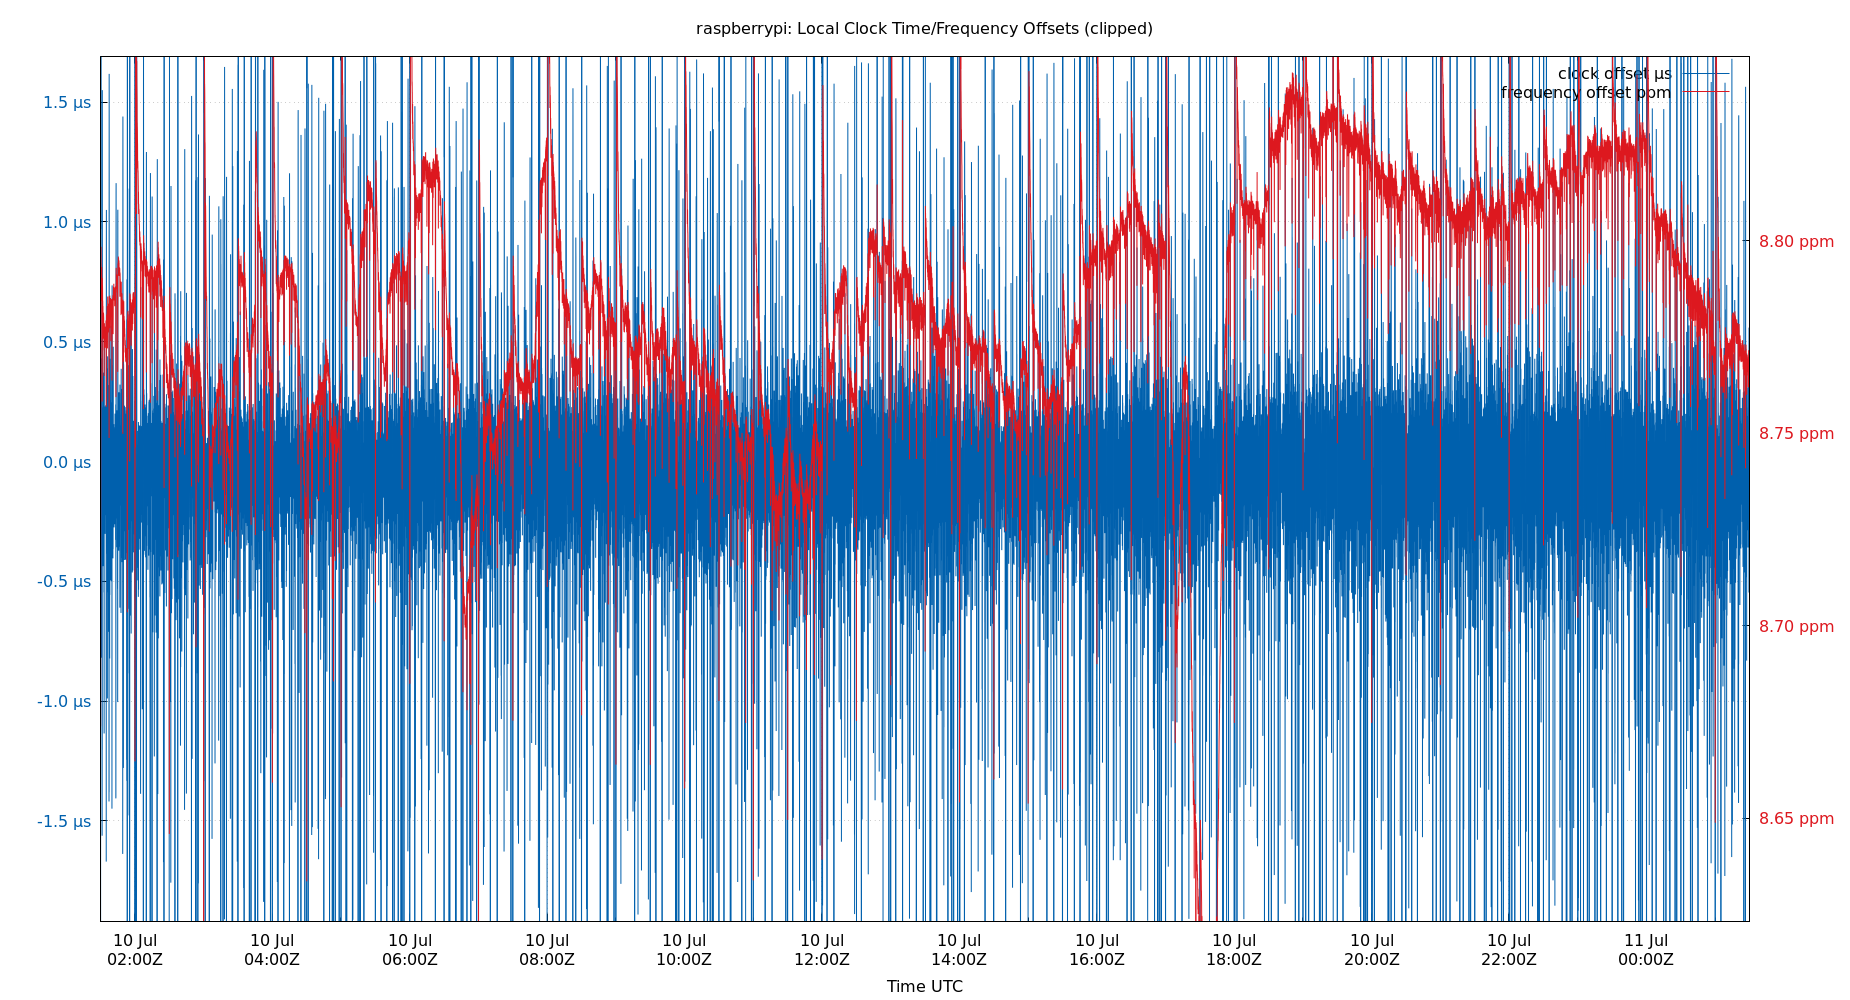 raspberrypi: Local Clock Time/Frequency Offsets (clipped)
clock offset µs
frequency offset ppm
1.5 µs
1.0 µs
0.5 µs
0.0 µs
-0.5 µs
-1.0 µs
-1.5 µs
8.80 ppm
8.75 ppm
8.70 ppm
8.65 ppm
10 Jul 10 Jul 10 Jul 10 Jul 10 Jul 10 Jul 10 Jul 10 Jul 10 Jul 10 Jul 10 Jul 11 Jul
02:00Z 04:00Z 06:00Z 08:00Z 10:00Z 12:00Z 14:00Z 16:00Z 18:00Z 20:00Z 22:00Z 00:00Z
Time UTC